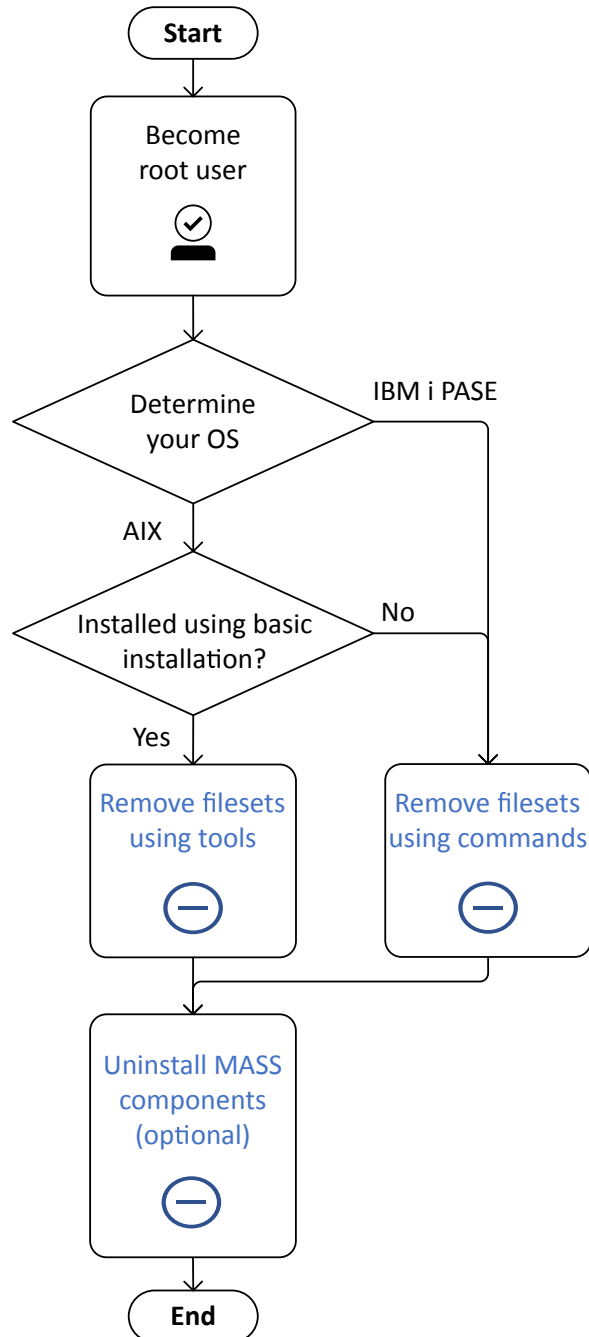 Start
Become
root user
Determine
your OS
IBM i PASE
AIX
Installed using basic
installation?
No
Yes
Remove filesets
using tools
Remove filesets
using commands
Uninstall MASS
components
(optional)
End